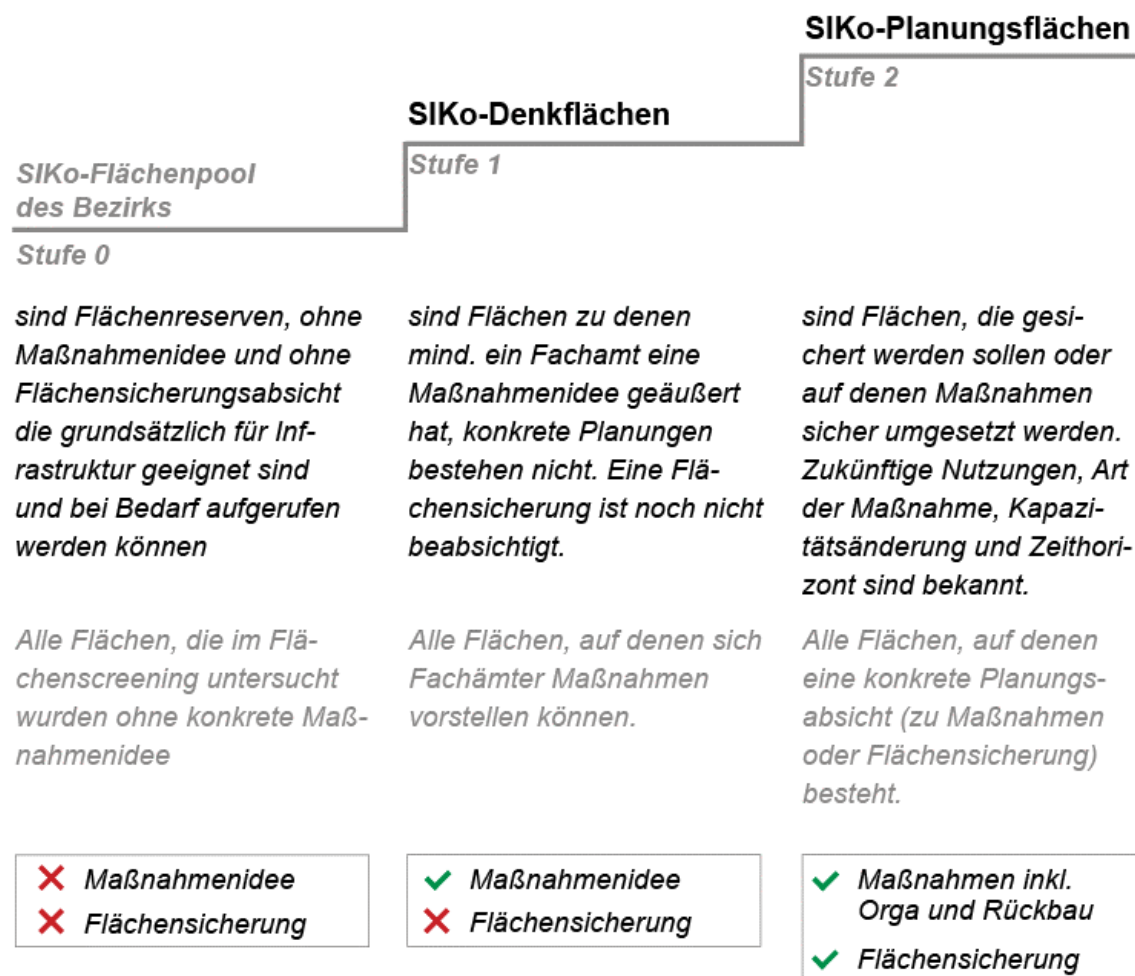 SIKo-Flächenpool
des Bezirks
Stufe 0
sind Flächenreserven, ohne
Maßnahmenidee und ohne
Flächensicherungsabsicht
die grundsätzlich für Inf-
rastruktur geeignet sind
und bei Bedarf aufgerufen
werden können
Alle Flächen, die im Flä-
chenscreening untersucht
wurden ohne konkrete Maß-
nahmenidee
Maßnahmenidee
Flächensicherung
SIKo-Denkflächen
Stufe 1
sind Flächen zu denen
mind. ein Fachamt eine
Maßnahmenidee geäußert
hat, konkrete Planungen
bestehen nicht. Eine Flä-
chensicherung ist noch nicht
beabsichtigt.
Alle Flächen, auf denen sich
Fachämter Maßnahmen
vorstellen können.
Maßnahmenidee
Flächensicherung
SIKo-Planungsflächen
Stufe 2
sind Flächen, die gesi-
chert werden sollen oder
auf denen Maßnahmen
sicher umgesetzt werden.
Zukünftige Nutzungen, Art
der Maßnahme, Kapazi-
tätsänderung und Zeithori-
zont sind bekannt.
Alle Flächen, auf denen
eine konkrete Planungs-
absicht (zu Maßnahmen
oder Flächensicherung)
besteht.
Maßnahmen inkl.
Orga und Rückbau
Flächensicherung